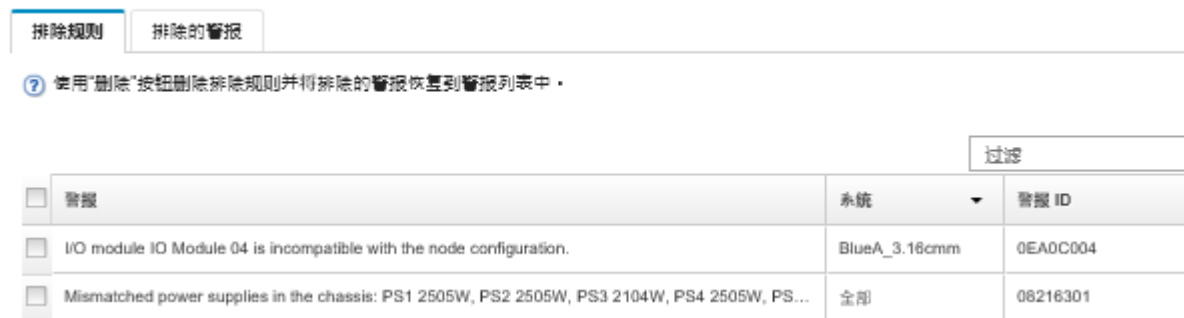 排除规则 排除的警报
使用“删除”按钮删除排除规则并将排除的警报恢复到警报列表中。
过滤
警报 系统 警报 ID
I/O module IO Module 04 is incompatible with the node configuration. BlueA_3.16cmm 0EA0C004
Mismatched power supplies in the chassis: PS1 2505W, PS2 2505W, PS3 2104W, PS4 2505W, PS... 全部 08216301